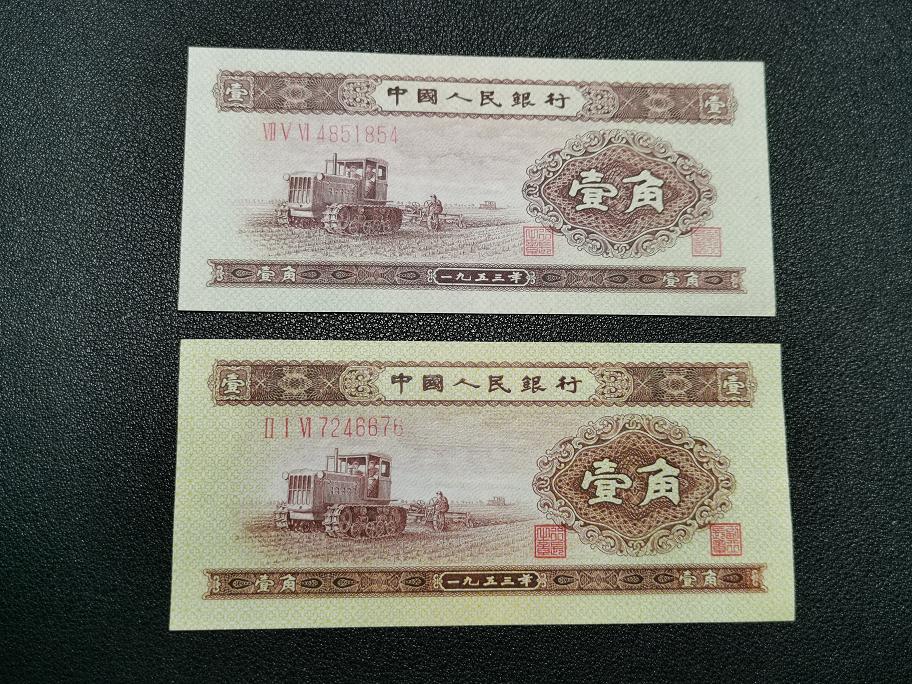 壹 中國人民銀行 壹
VII V VI 4851854
壹角
壹角 一九五三年 壹角
壹 中國人民銀行 壹
II I VI 7246676
壹角
壹角 一九五三年 壹角